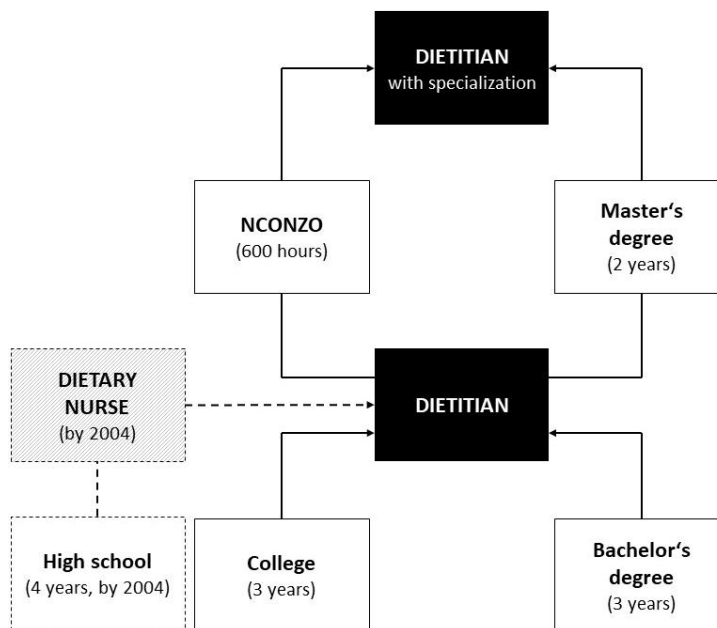 DIETITIAN
with specialization
NCONZO
(600 hours)
Master‘s
degree
(2 years)
DIETARY
NURSE
(by 2004)
DIETITIAN
High school
(4 years, by 2004)
College
(3 years)
Bachelor‘s
degree
(3 years)